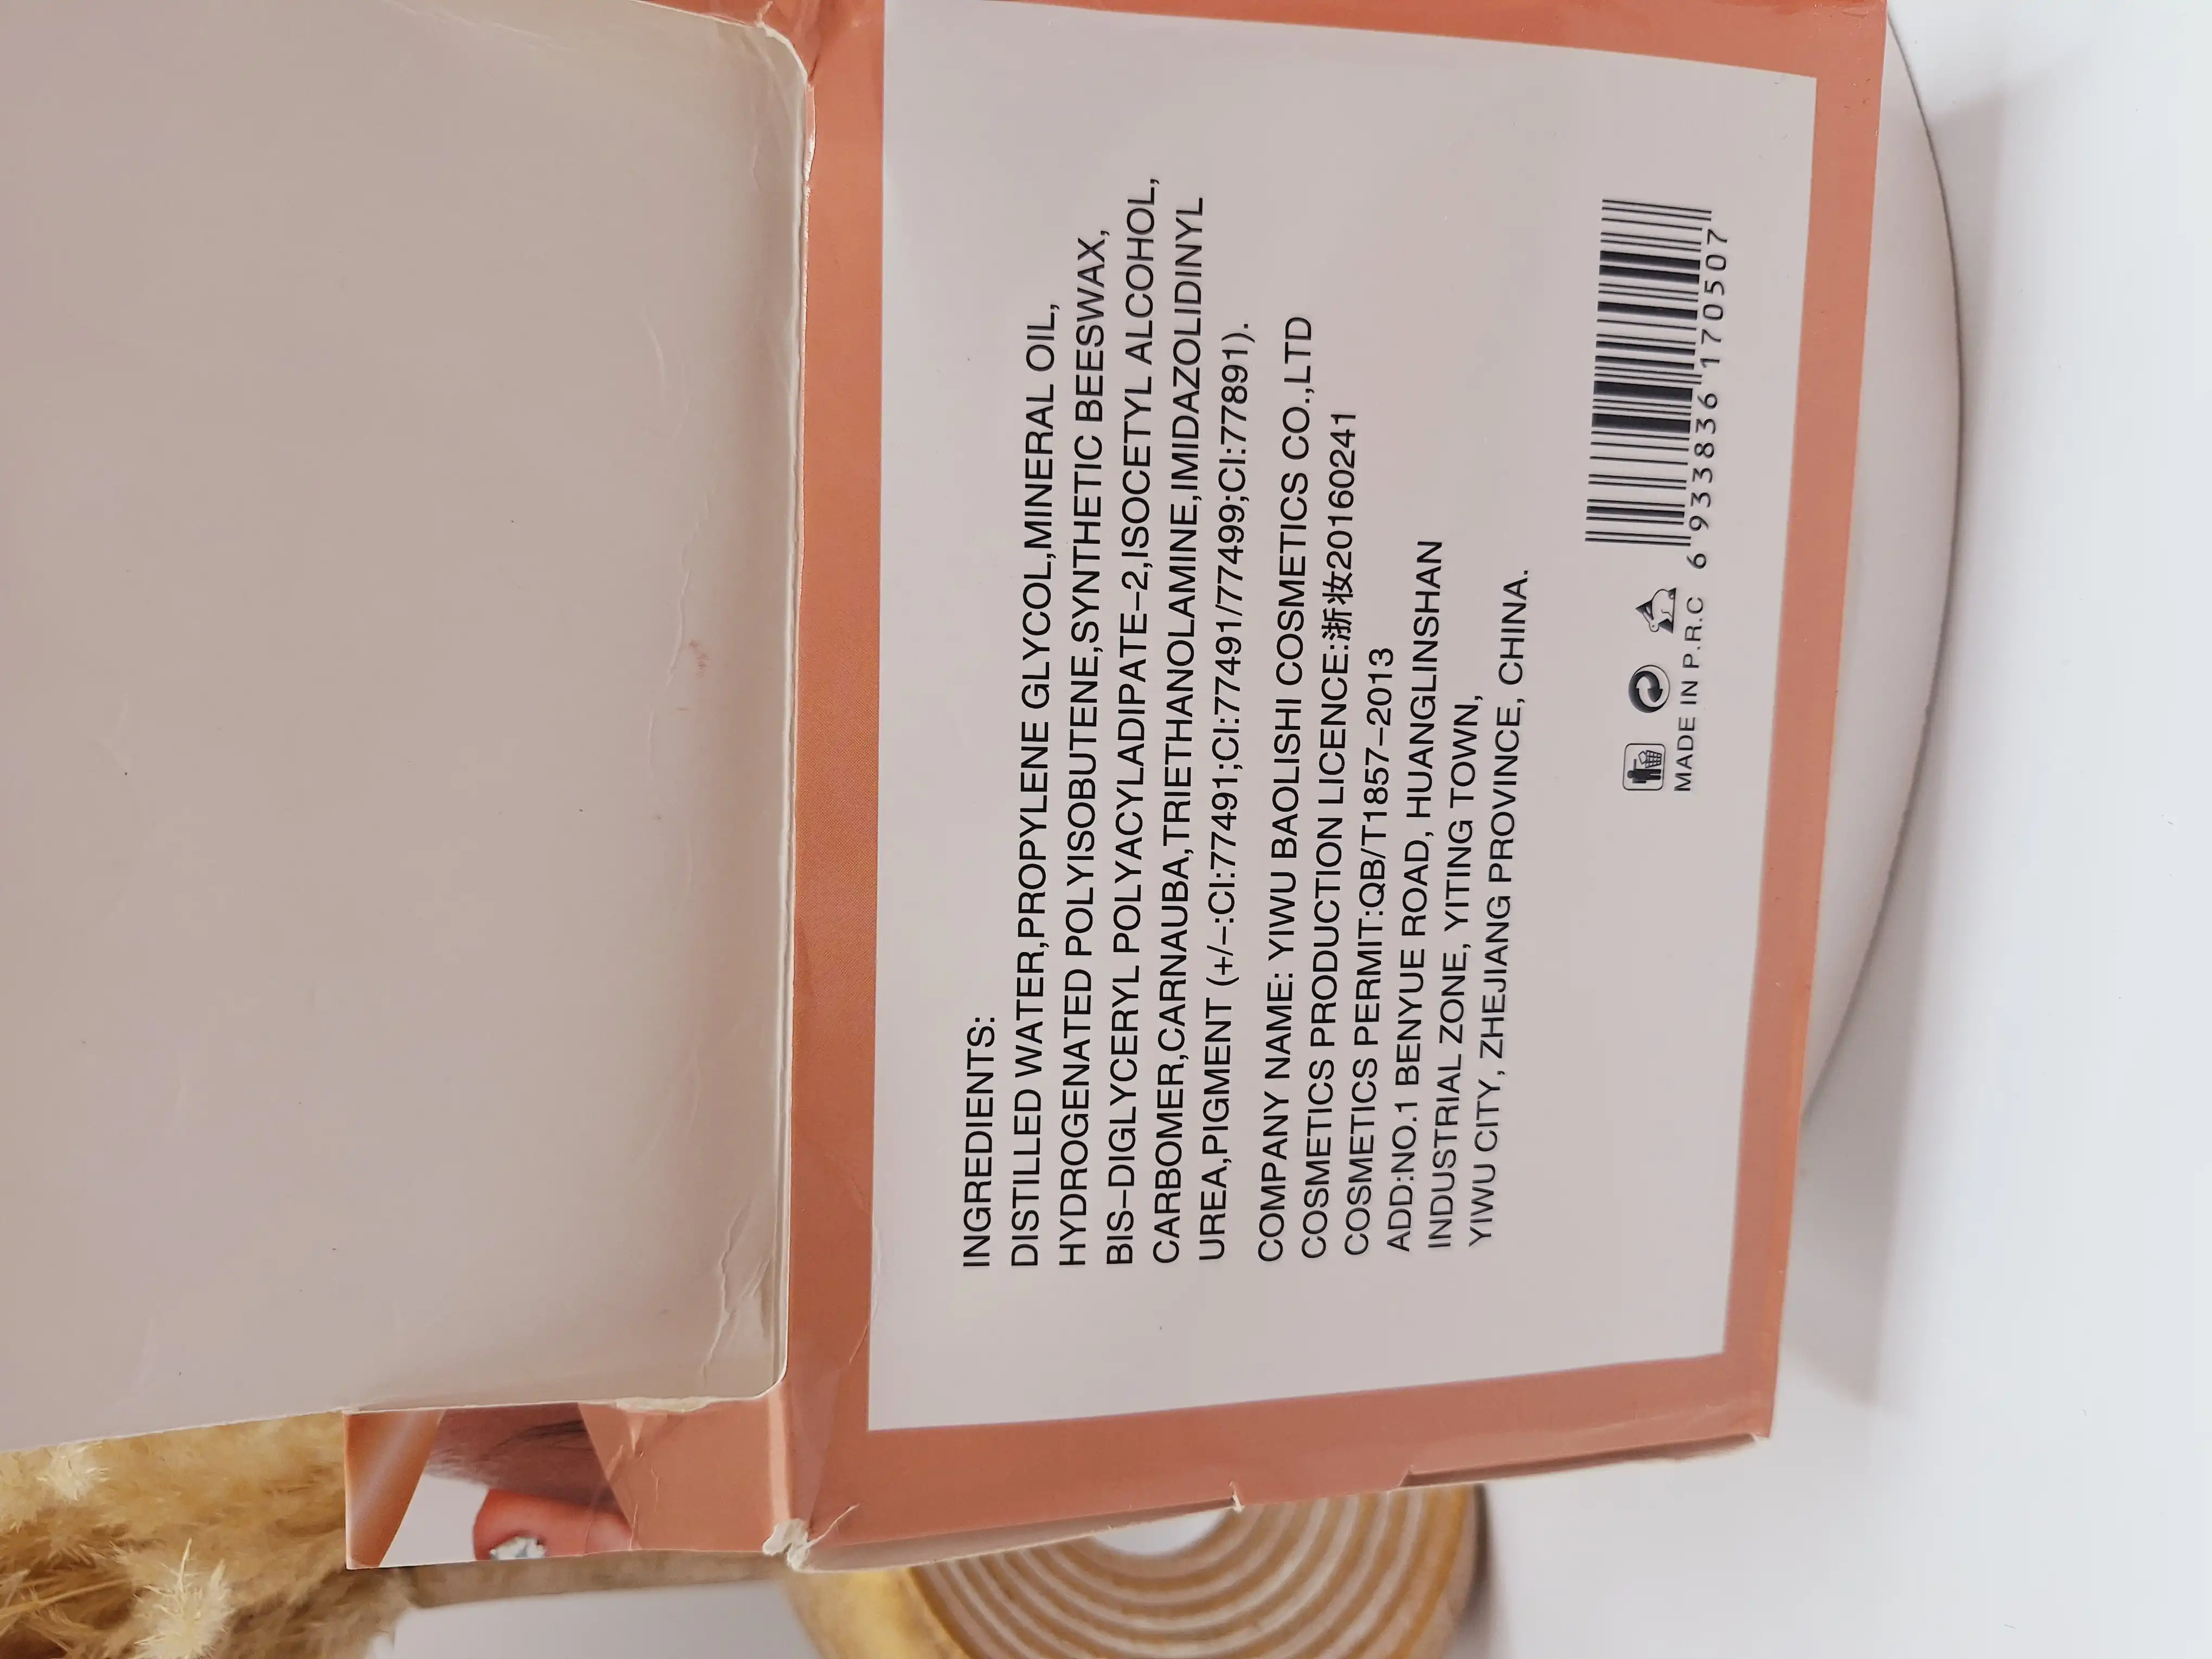 INGREDIENTS:
DISTILLED WATER,PROPYLENE GLYCOL,MINERAL OIL,
HYDROGENATED POLYISOBUTENE,SYNTHETIC BEESWAX,
BIS-DIGLYCERYL POLYACYLADIPATE-2,ISOCETYL ALCOHOL,
CARBOMER,CARNAUBA,TRIETHANOLAMINE,IMIDAZOLIDINYL
UREA,PIGMENT (+/-:CI:77491;CI:77491/77499;CI:77891).
COMPANY NAME: YIWU BAOLISHI COSMETICS CO.,LTD
COSMETICS PRODUCTION LICENCE:浙妆20160241
COSMETICS PERMIT:QB/T1857-2013
ADD:NO.1 BENYUE ROAD, HUANGLINSHAN
INDUSTRIAL ZONE, YITING TOWN,
YIWU CITY, ZHEJIANG PROVINCE, CHINA.
MADE IN P.R.C
6 933836 170507